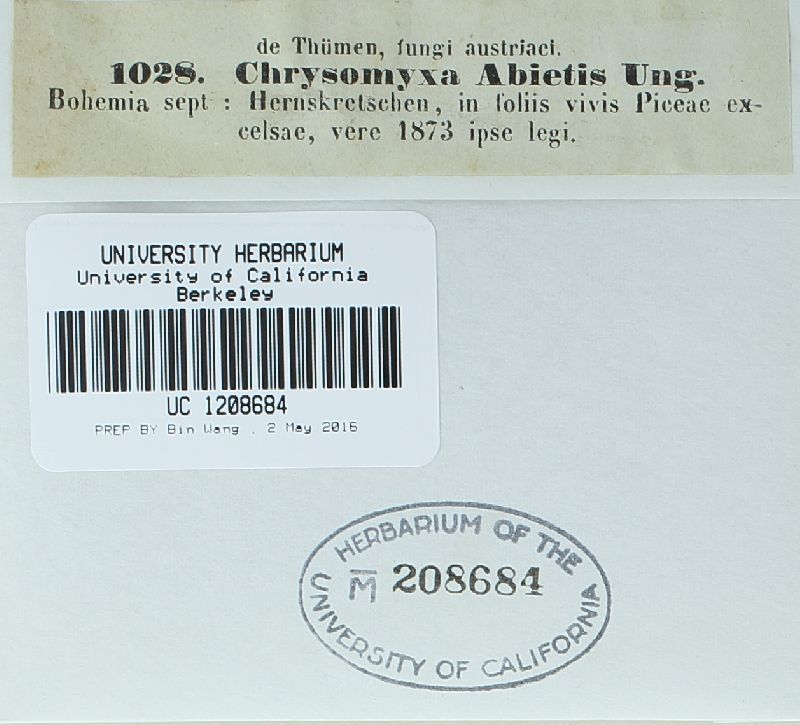 de Thümen, fungi austriaci.
1028. Chrysomyxa Abietis Ung.
Bohemia sept : Hernskretschen, in foliis vivis Piceae ex-
celsae, vere 1873 ipse legi.
UNIVERSITY HERBARIUM
University of California
Berkeley
UC 1208684
PREP BY Bin Wang . 2 May 2016
HERBARIUM OF THE
M̅ 208684
UNIVERSITY OF CALIFORNIA